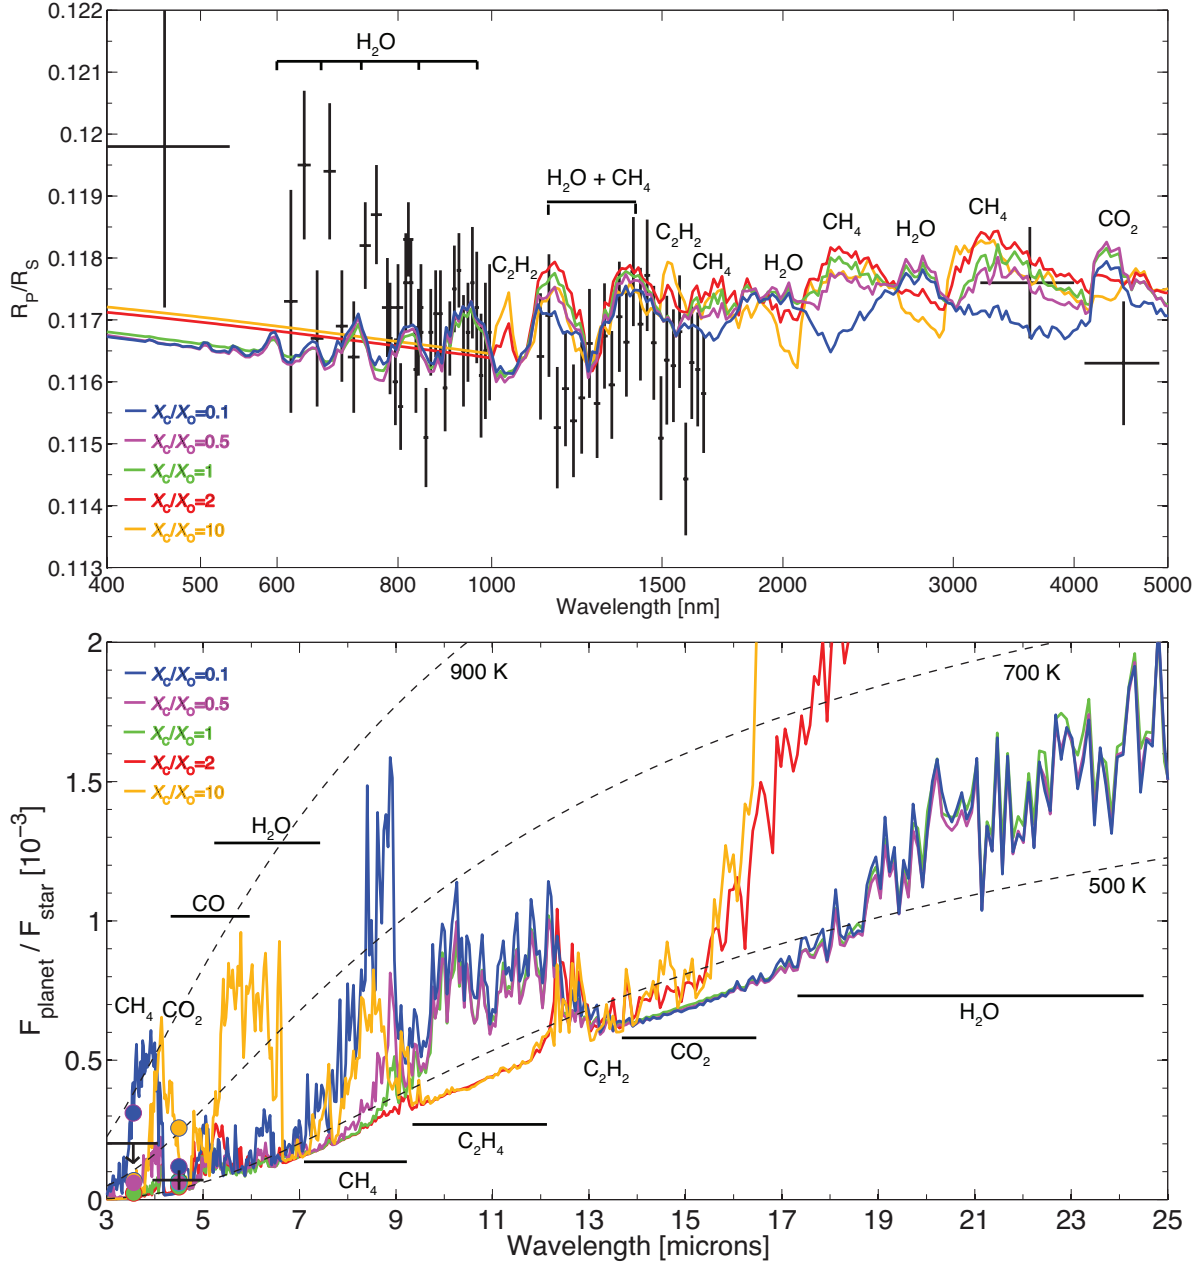 0.122
0.121
0.12
0.119
0.118
0.117
0.116
0.115
0.114
0.113
R_P/R_S
H₂O
H₂O + CH₄
C₂H₂
C₂H₂
CH₄
H₂O
CH₄
H₂O
CH₄
CO₂
X_C/X_O=0.1
X_C/X_O=0.5
X_C/X_O=1
X_C/X_O=2
X_C/X_O=10
400 500 600 800 1000 1500 2000 3000 4000 5000
Wavelength [nm]
2
1.5
1
0.5
0
F_planet / F_star [10⁻³]
X_C/X_O=0.1
X_C/X_O=0.5
X_C/X_O=1
X_C/X_O=2
X_C/X_O=10
900 K
700 K
500 K
H₂O
CO
CH₄
CO₂
CH₄
C₂H₄
C₂H₂
CO₂
H₂O
3 5 7 9 11 13 15 17 19 21 23 25
Wavelength [microns]